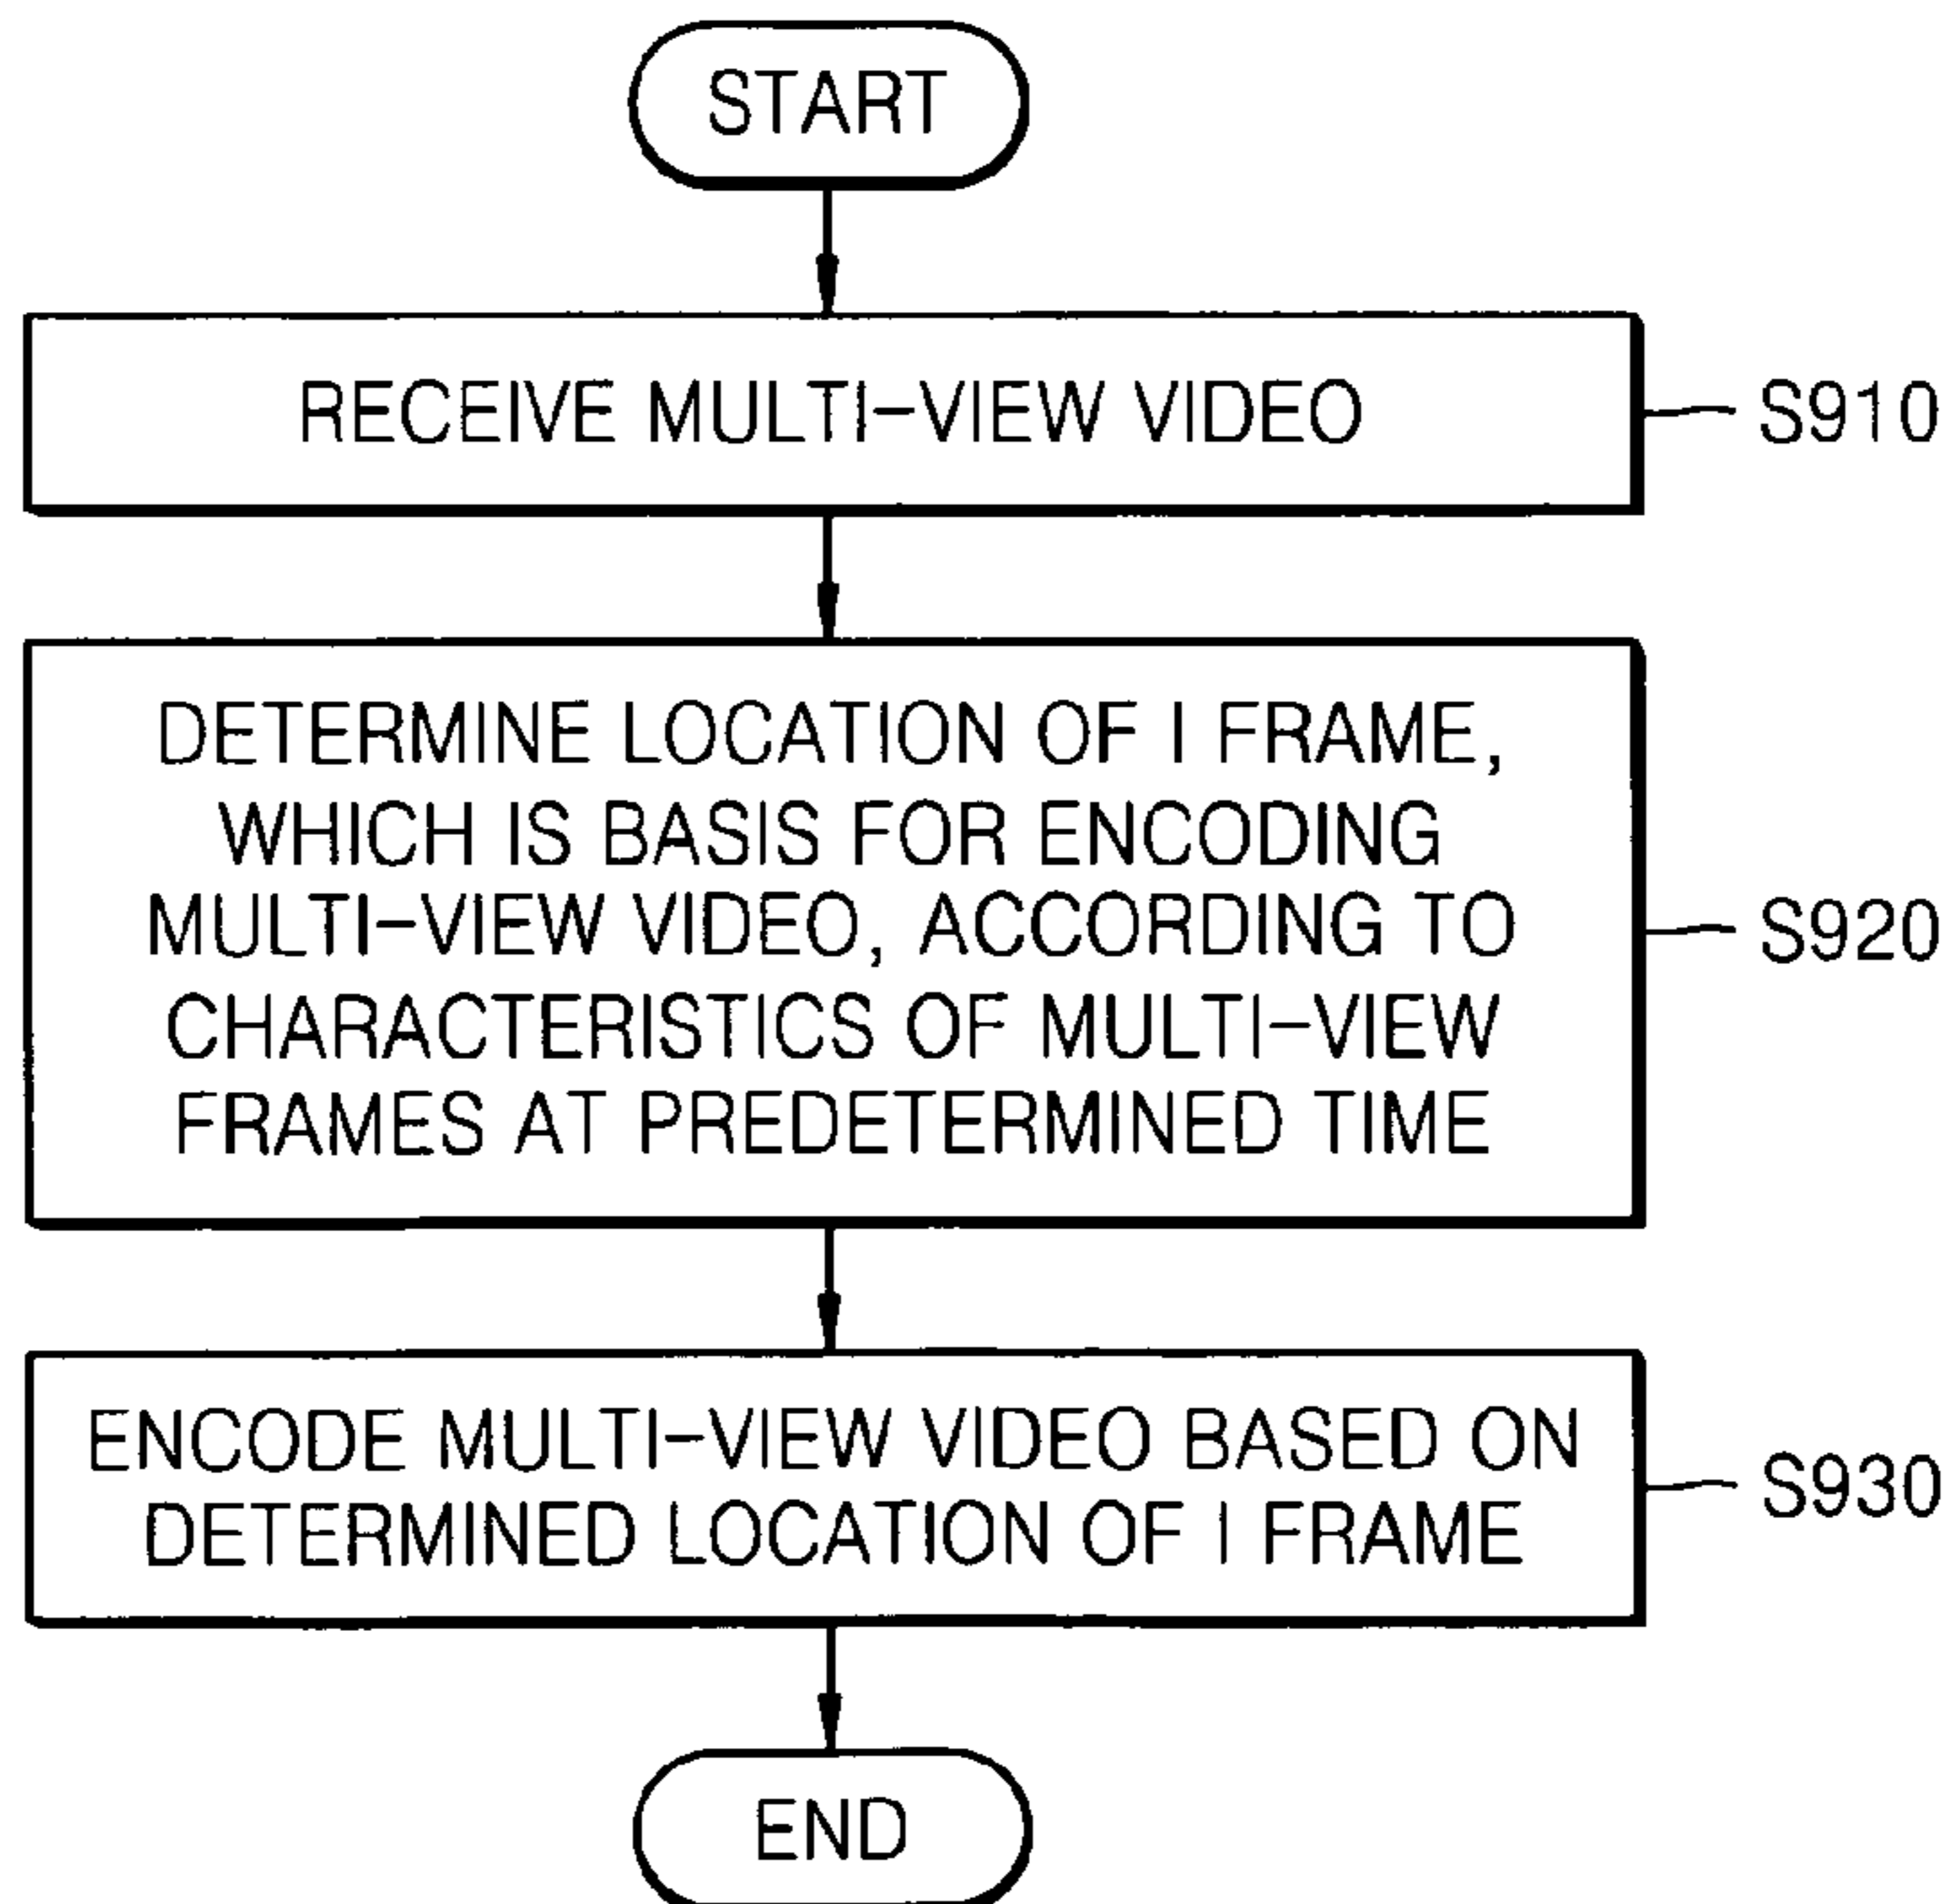 START
RECEIVE MULTI-VIEW VIDEO
S910
DETERMINE LOCATION OF I FRAME,
WHICH IS BASIS FOR ENCODING
MULTI-VIEW VIDEO, ACCORDING TO
CHARACTERISTICS OF MULTI-VIEW
FRAMES AT PREDETERMINED TIME
S920
ENCODE MULTI-VIEW VIDEO BASED ON
DETERMINED LOCATION OF I FRAME
S930
END